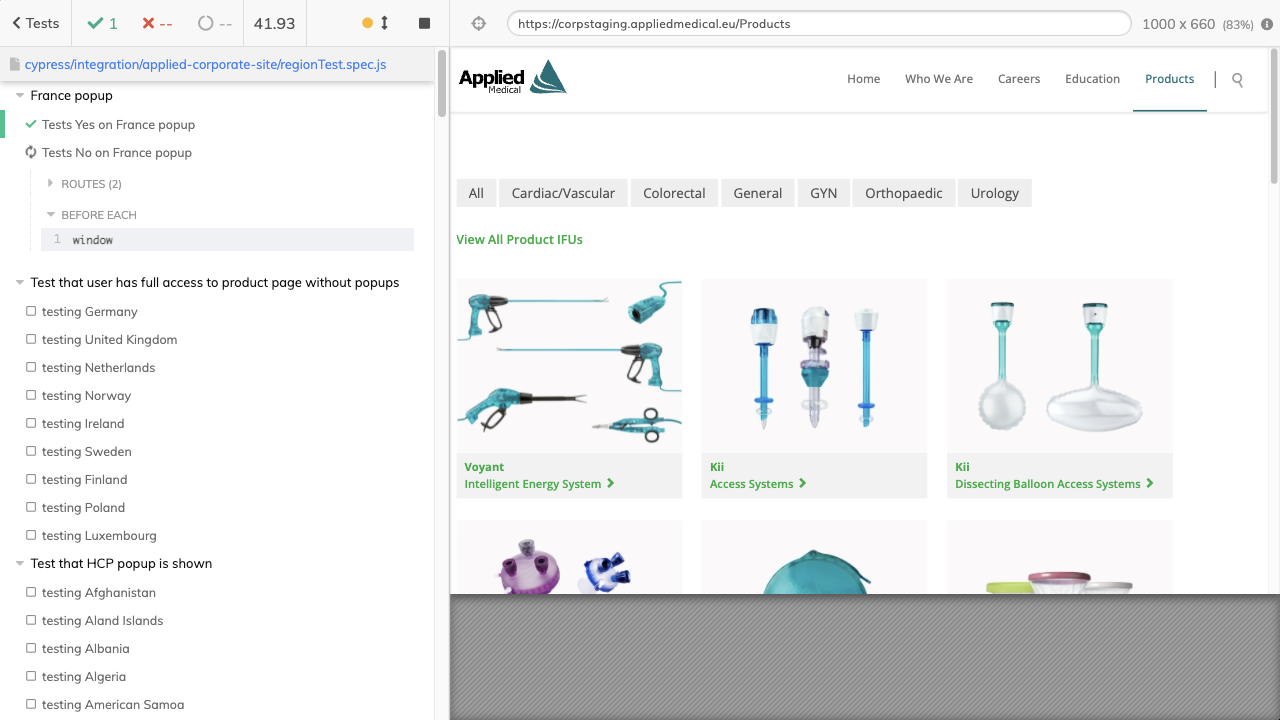 Tests
1
--
--
41.93
https://corpstaging.appliedmedical.eu/Products
1000 x 660 (83%)
cypress/integration/applied-corporate-site/regionTest.spec.js
France popup
Tests Yes on France popup
Tests No on France popup
ROUTES (2)
BEFORE EACH
1 window
Test that user has full access to product page without popups
testing Germany
testing United Kingdom
testing Netherlands
testing Norway
testing Ireland
testing Sweden
testing Finland
testing Poland
testing Luxembourg
Test that HCP popup is shown
testing Afghanistan
testing Aland Islands
testing Albania
testing Algeria
testing American Samoa
Applied
Medical
Home Who We Are Careers Education Products
All Cardiac/Vascular Colorectal General GYN Orthopaedic Urology
View All Product IFUs
Voyant
Intelligent Energy System
Kii
Access Systems
Kii
Dissecting Balloon Access Systems